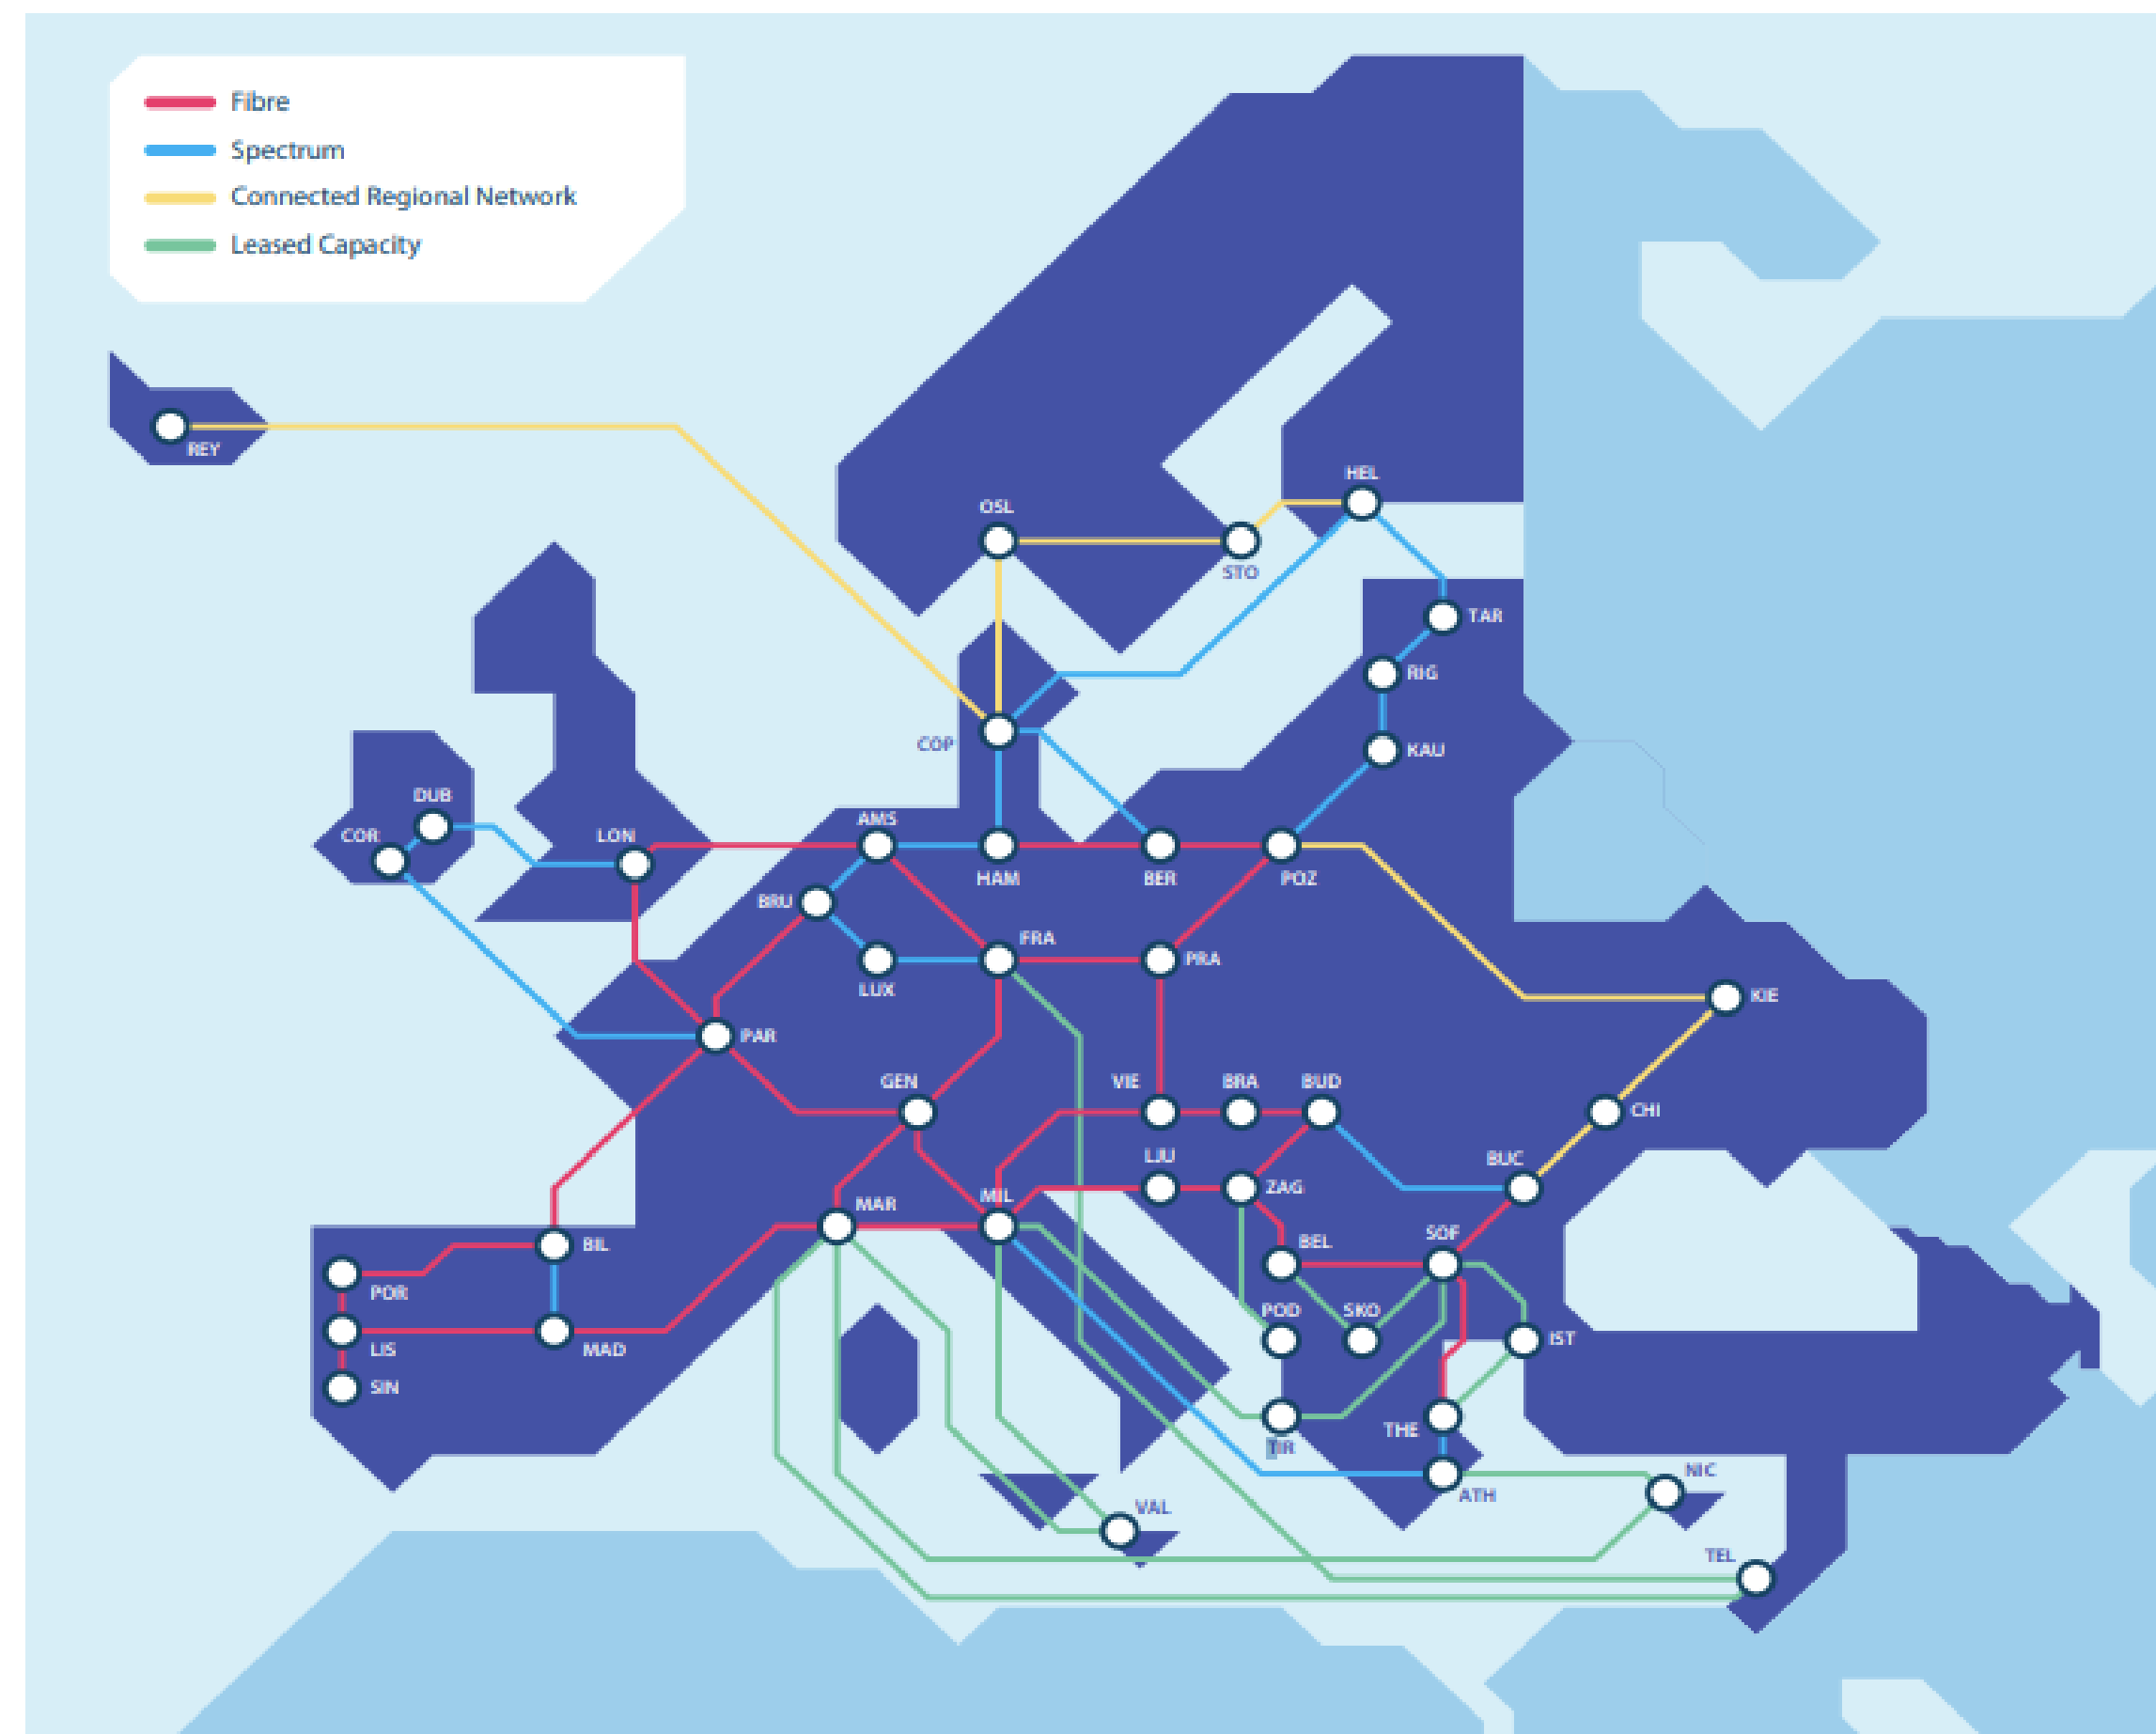 Fibre
Spectrum
Connected Regional Network
Leased Capacity
REY
HEL
OSL
STO
TAR
RIG
COP
KAU
DUB
AMS
COR
LON
HAM
BER
POZ
BRU
FRA
PRA
LUX
KIE
PAR
GEN
VIE
BRA
BUD
CHI
LJU
BUC
ZAG
MAR
MIL
SOF
BEL
BIL
POR
POD
SKO
IST
LIS
MAD
SIN
THE
TIR
NIC
ATH
VAL
TEL